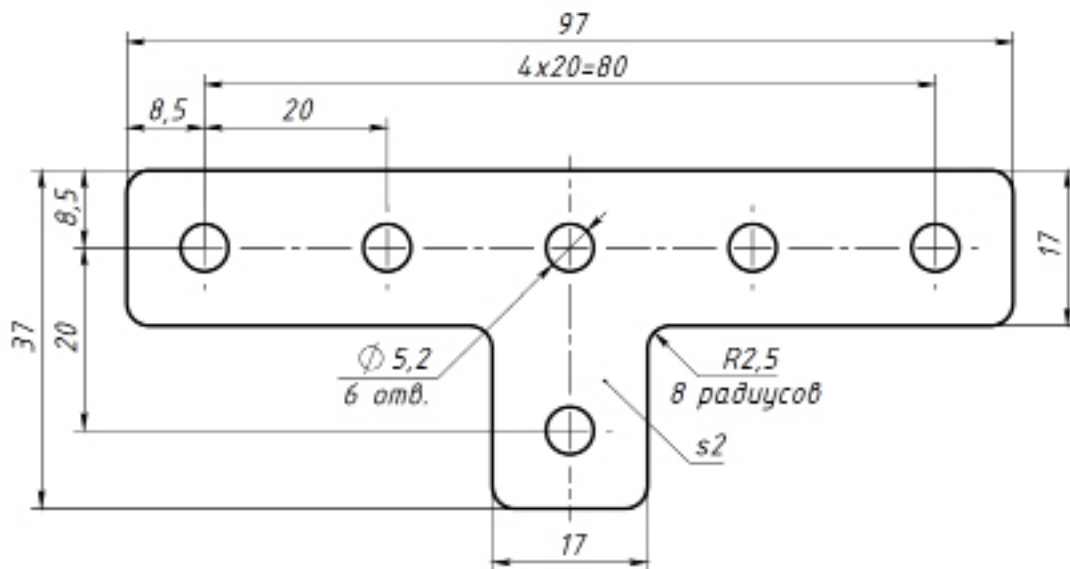 97
4x20=80
8,5
20
8,5
17
37
20
Ø 5,2
6 отв.
R2,5
8 радиусов
s2
17